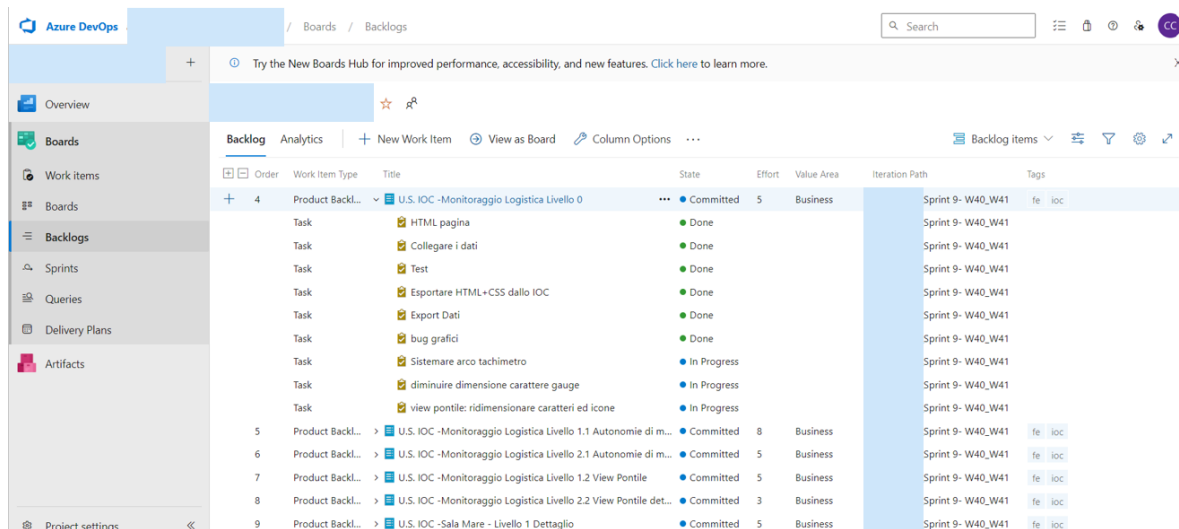 Azure DevOps / Boards / Backlogs Search CC
Try the New Boards Hub for improved performance, accessibility, and new features. Click here to learn more.
Overview
Boards
Work items
Boards
Backlogs
Sprints
Queries
Delivery Plans
Artifacts
Project settings
Backlog Analytics New Work Item View as Board Column Options ... Backlog items
Order Work Item Type Title State Effort Value Area Iteration Path Tags
4 Product Backl... U.S. IOC -Monitoraggio Logistica Livello 0 ... Committed 5 Business Sprint 9- W40_W41 fe ioc
Task HTML pagina Done Sprint 9- W40_W41
Task Collegare i dati Done Sprint 9- W40_W41
Task Test Done Sprint 9- W40_W41
Task Esportare HTML+CSS dallo IOC Done Sprint 9- W40_W41
Task Export Dati Done Sprint 9- W40_W41
Task bug grafici Done Sprint 9- W40_W41
Task Sistemare arco tachimetro In Progress Sprint 9- W40_W41
Task diminuire dimensione carattere gauge In Progress Sprint 9- W40_W41
Task view pontile: ridimensionare caratteri ed icone In Progress Sprint 9- W40_W41
5 Product Backl... U.S. IOC -Monitoraggio Logistica Livello 1.1 Autonomie di m... Committed 8 Business Sprint 9- W40_W41 fe ioc
6 Product Backl... U.S. IOC -Monitoraggio Logistica Livello 2.1 Autonomie di m... Committed 5 Business Sprint 9- W40_W41 fe ioc
7 Product Backl... U.S. IOC -Monitoraggio Logistica Livello 1.2 View Pontile Committed 5 Business Sprint 9- W40_W41 fe ioc
8 Product Backl... U.S. IOC -Monitoraggio Logistica Livello 2.2 View Pontile det... Committed 3 Business Sprint 9- W40_W41 fe ioc
9 Product Backl... U.S. IOC -Sala Mare - Livello 1 Dettaglio Committed 5 Business Sprint 9- W40_W41 fe ioc